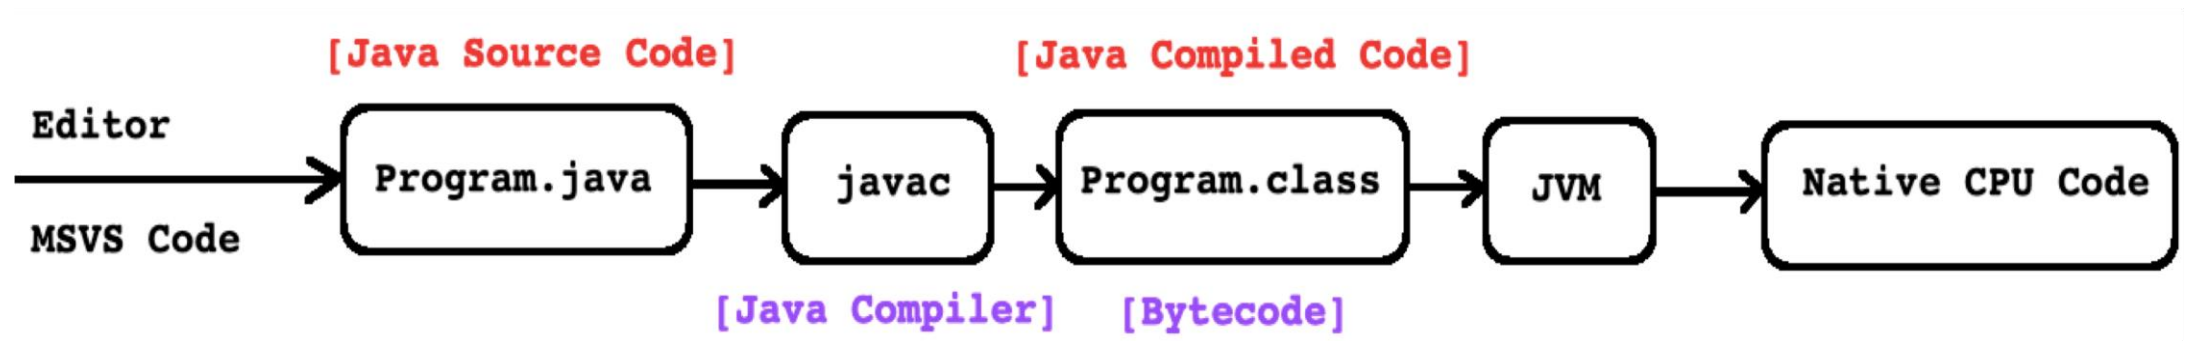 [Java Source Code]
[Java Compiled Code]
Editor
MSVS Code
Program.java
javac
Program.class
JVM
Native CPU Code
[Java Compiler]
[Bytecode]